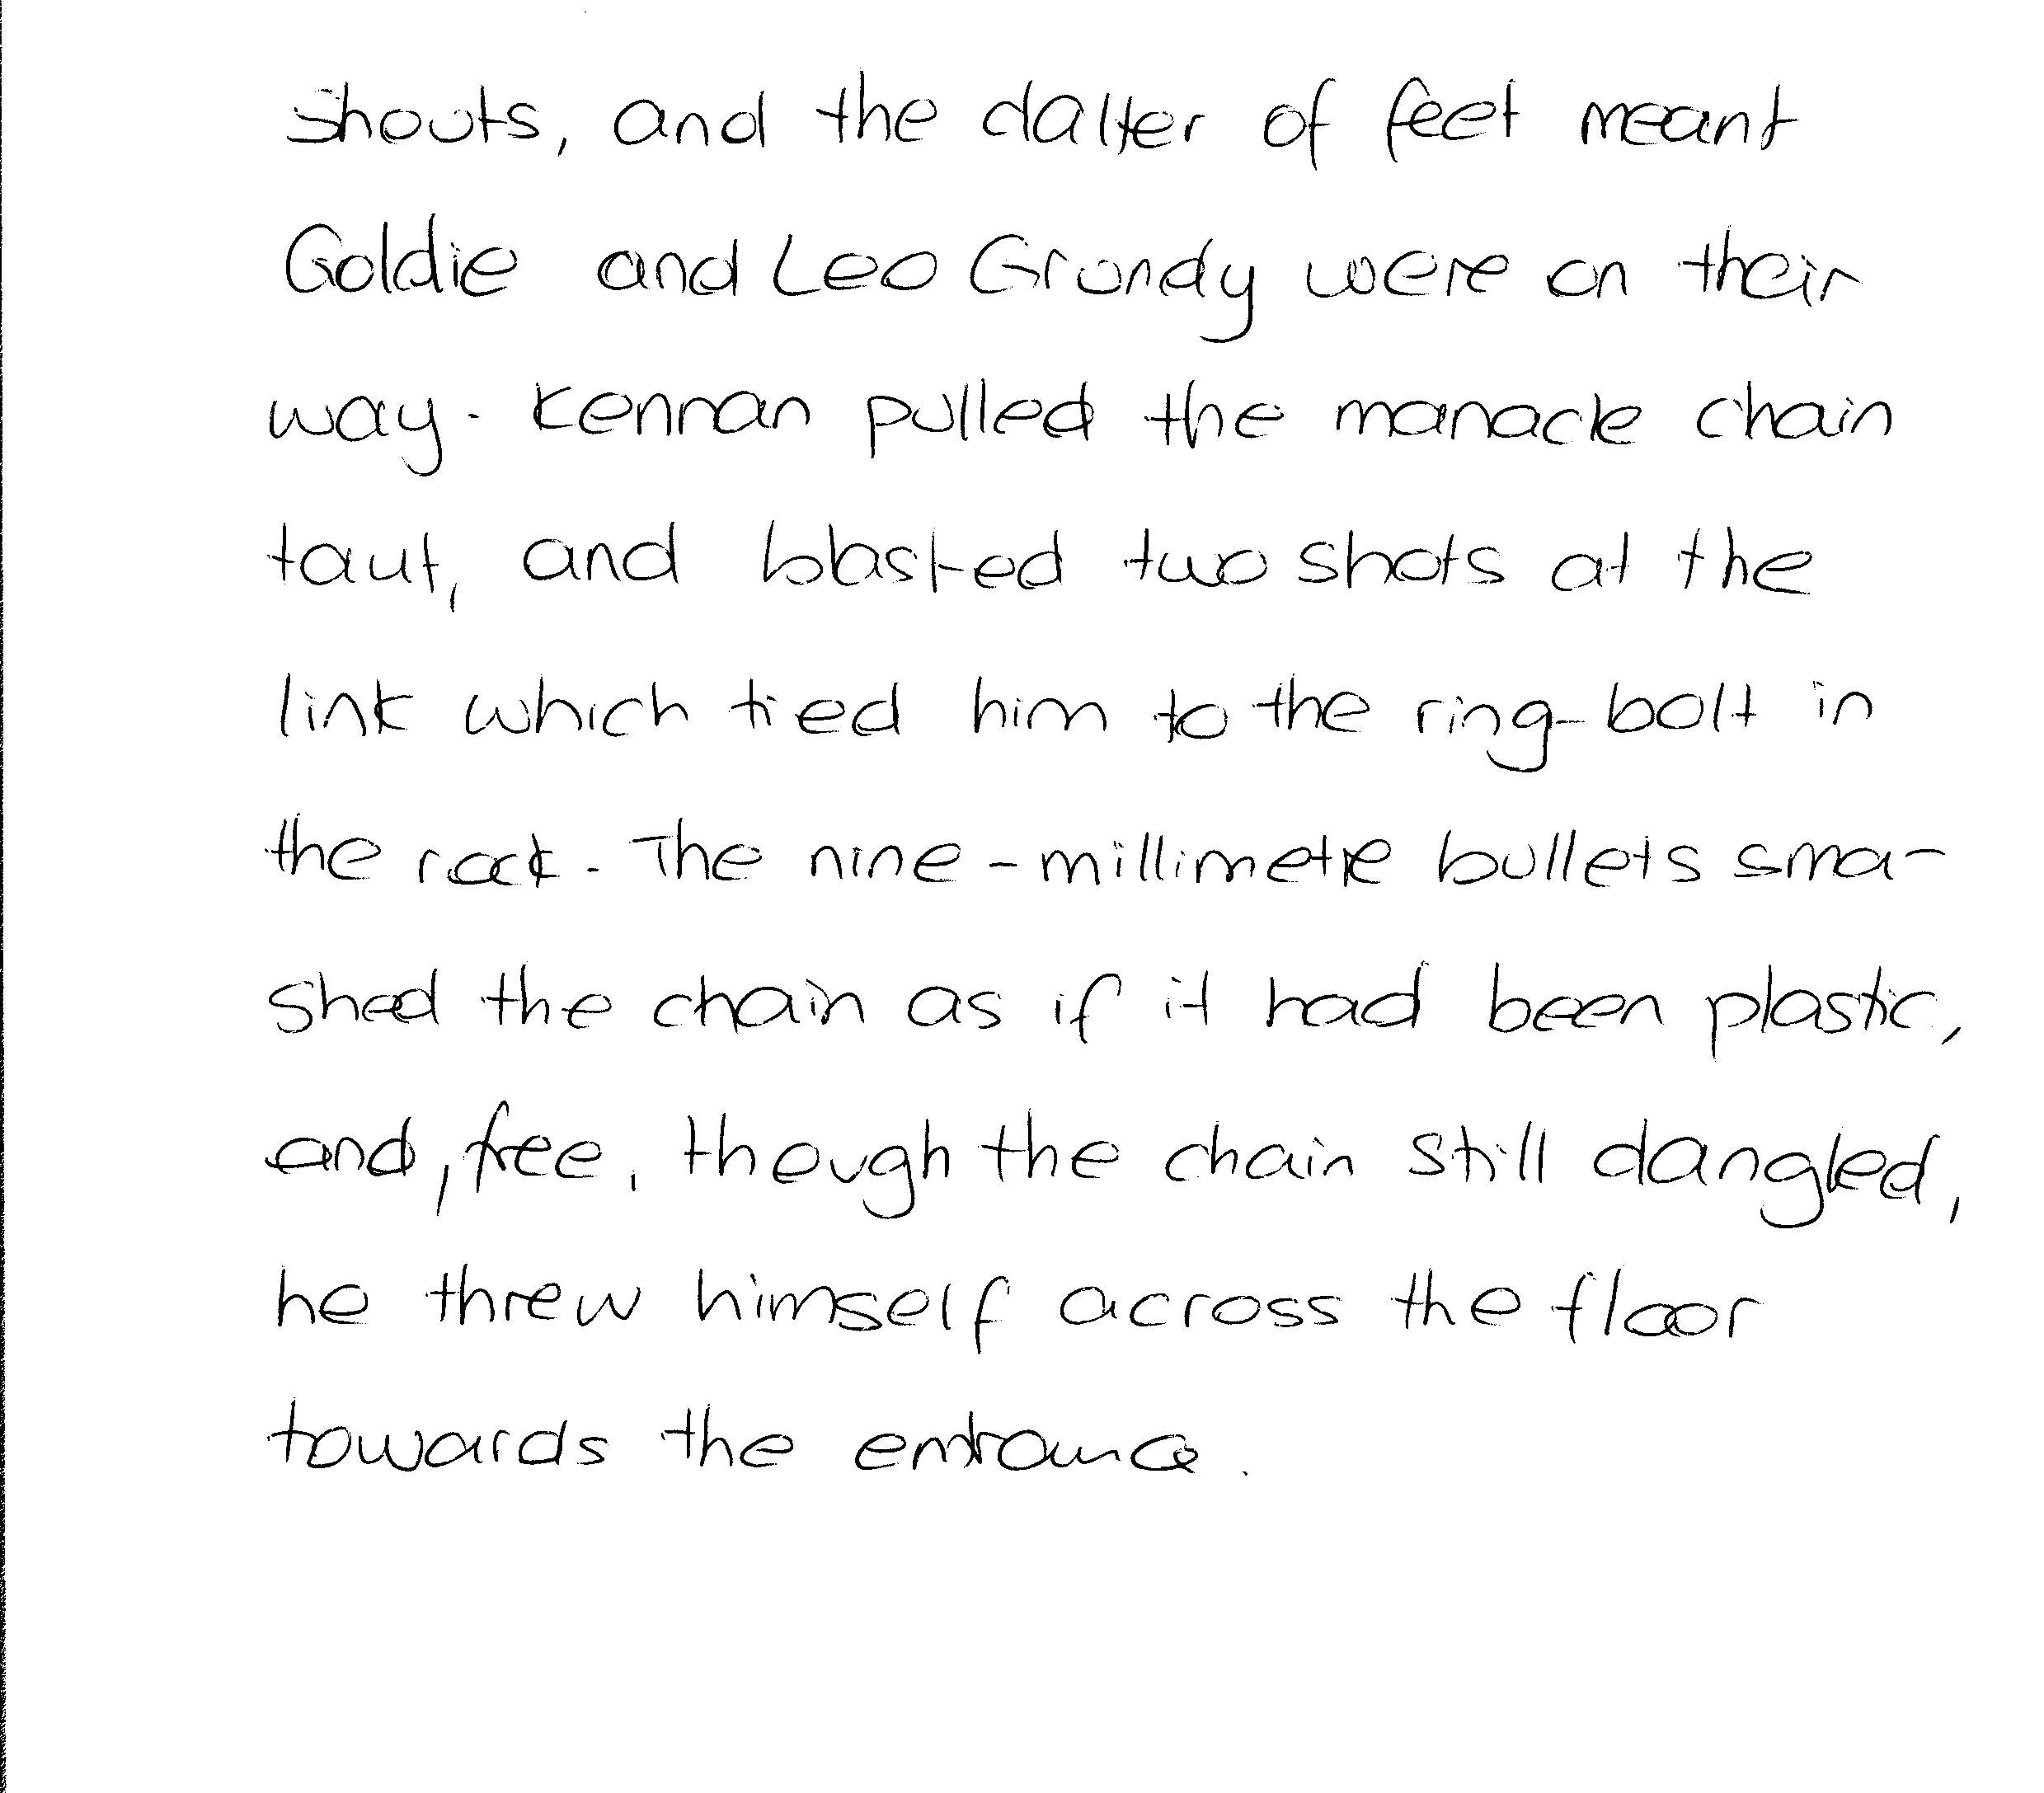 shouts, and the clatter of feet meant
Goldie and Leo Grundy were on their
way. Kennan pulled the manacle chain
taut, and blasted two shots at the
link which tied him to the ring-bolt in
the rock. The nine-millimetre bullets sma-
shed the chain as if it had been plastic,
and, free, though the chain still dangled,
he threw himself across the floor
towards the entrance.